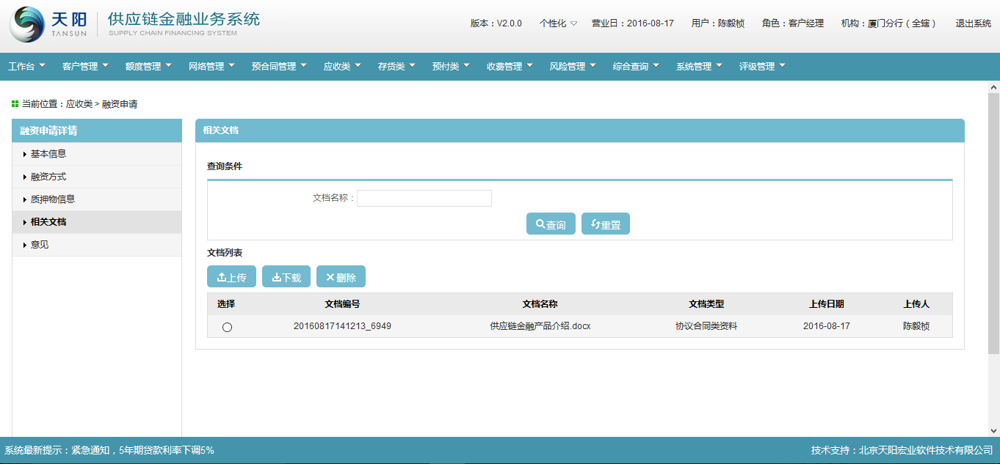 天阳
TANSUN
供应链金融业务系统
SUPPLY CHAIN FINANCING SYSTEM
版本：V2.0.0 个性化 营业日：2016-08-17 用户：陈毅桢 角色：客户经理 机构：厦门分行（全辖） 退出系统
工作台 客户管理 额度管理 网络管理 预合同管理 应收类 存货类 预付类 收费管理 风险管理 综合查询 系统管理 评级管理
当前位置：应收类 > 融资申请
融资申请详情
基本信息
融资方式
质押物信息
相关文档
意见
相关文档
查询条件
文档名称：
查询 重置
文档列表
上传 下载 删除
选择 文档编号 文档名称 文档类型 上传日期 上传人
20160817141213_6949 供应链金融产品介绍.docx 协议合同类资料 2016-08-17 陈毅桢
系统最新提示：紧急通知，5年期贷款利率下调5%
技术支持：北京天阳宏业软件技术有限公司